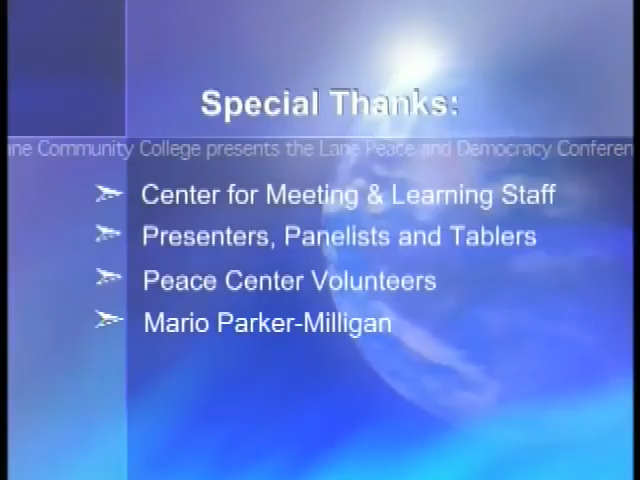 Special Thanks:
ne Community College presents the Lane Peace and Democracy Conferen
Center for Meeting & Learning Staff
Presenters, Panelists and Tablers
Peace Center Volunteers
Mario Parker-Milligan